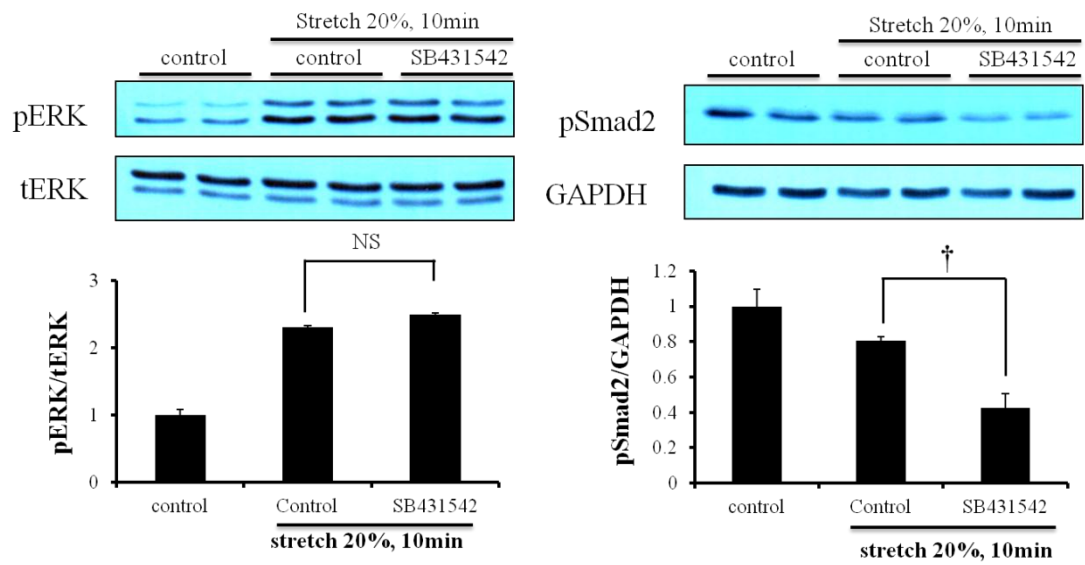 Stretch 20%, 10min
control control SB431542
pERK
tERK
NS
3
2
1
0
pERK/tERK
control Control SB431542
stretch 20%, 10min
Stretch 20%, 10min
control control SB431542
pSmad2
GAPDH
†
1.2
1
0.8
0.6
0.4
0.2
0
pSmad2/GAPDH
control Control SB431542
stretch 20%, 10min